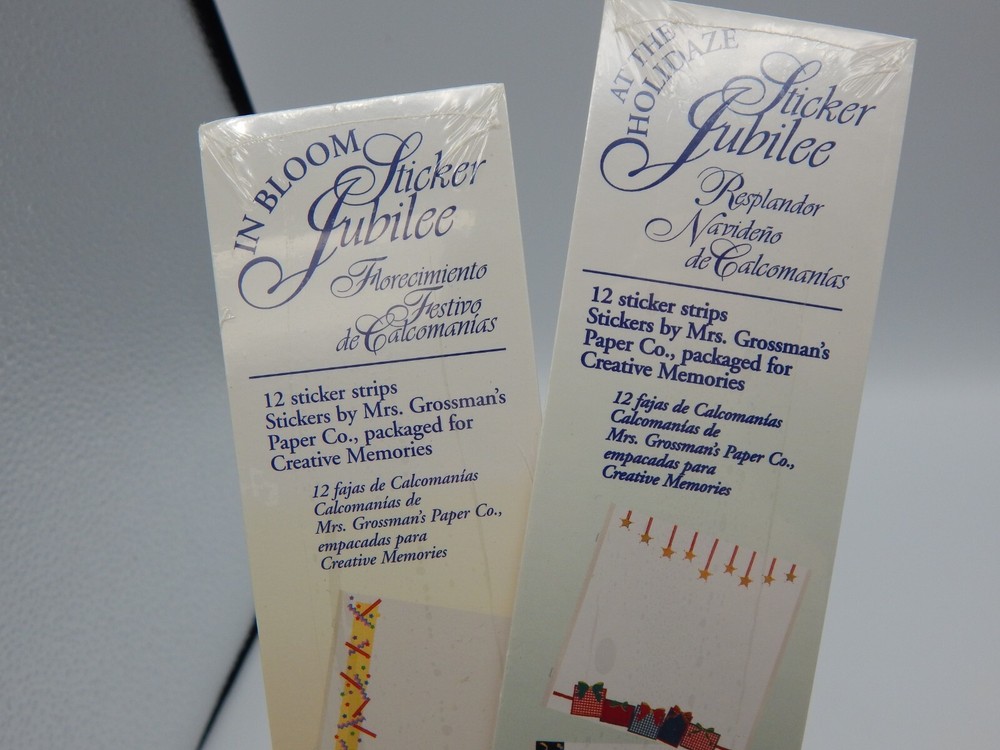 IN BLOOM
Sticker
Jubilee
Florecimiento
Festivo
de Calcomanías
12 sticker strips
Stickers by Mrs. Grossman's
Paper Co., packaged for
Creative Memories
12 fajas de Calcomanías
Calcomanías de
Mrs. Grossman's Paper Co.,
empacadas para
Creative Memories
AT THE
HOLIDAZE
Sticker
Jubilee
Resplandor
Navideño
de Calcomanías
12 sticker strips
Stickers by Mrs. Grossman's
Paper Co., packaged for
Creative Memories
12 fajas de Calcomanías
Calcomanías de
Mrs. Grossman's Paper Co.,
empacadas para
Creative Memories